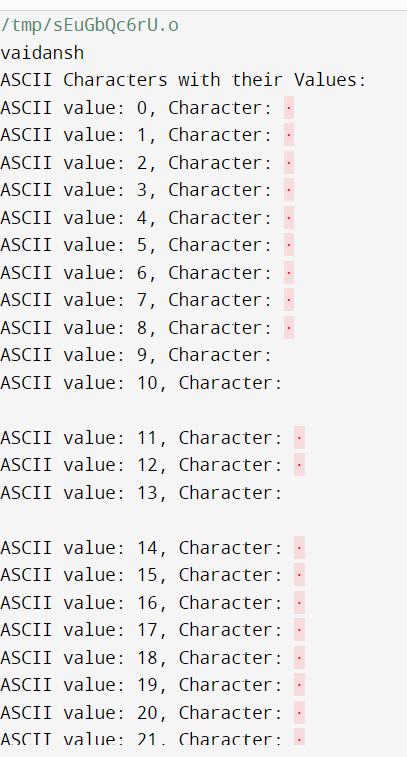 /tmp/sEuGbQc6rU.o
vaidansh
ASCII Characters with their Values:
ASCII value: 0, Character: ·
ASCII value: 1, Character: ·
ASCII value: 2, Character: ·
ASCII value: 3, Character: ·
ASCII value: 4, Character: ·
ASCII value: 5, Character: ·
ASCII value: 6, Character: ·
ASCII value: 7, Character: ·
ASCII value: 8, Character: ·
ASCII value: 9, Character:
ASCII value: 10, Character:
ASCII value: 11, Character: ·
ASCII value: 12, Character: ·
ASCII value: 13, Character:
ASCII value: 14, Character: ·
ASCII value: 15, Character: ·
ASCII value: 16, Character: ·
ASCII value: 17, Character: ·
ASCII value: 18, Character: ·
ASCII value: 19, Character: ·
ASCII value: 20, Character: ·
ASCII value: 21, Character: ·